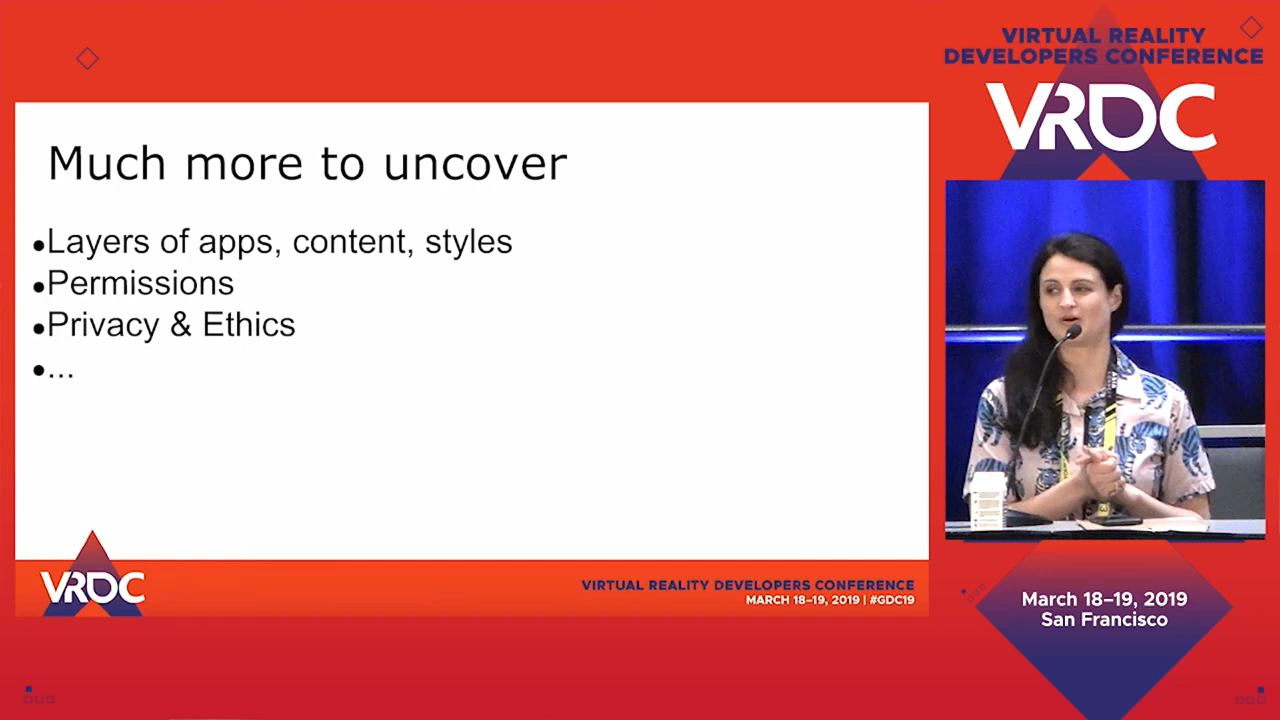 Much more to uncover
•Layers of apps, content, styles
•Permissions
•Privacy & Ethics
•...
VRDC
VIRTUAL REALITY DEVELOPERS CONFERENCE
MARCH 18–19, 2019 | #GDC19
VIRTUAL REALITY
DEVELOPERS CONFERENCE
VRDC
March 18–19, 2019
San Francisco